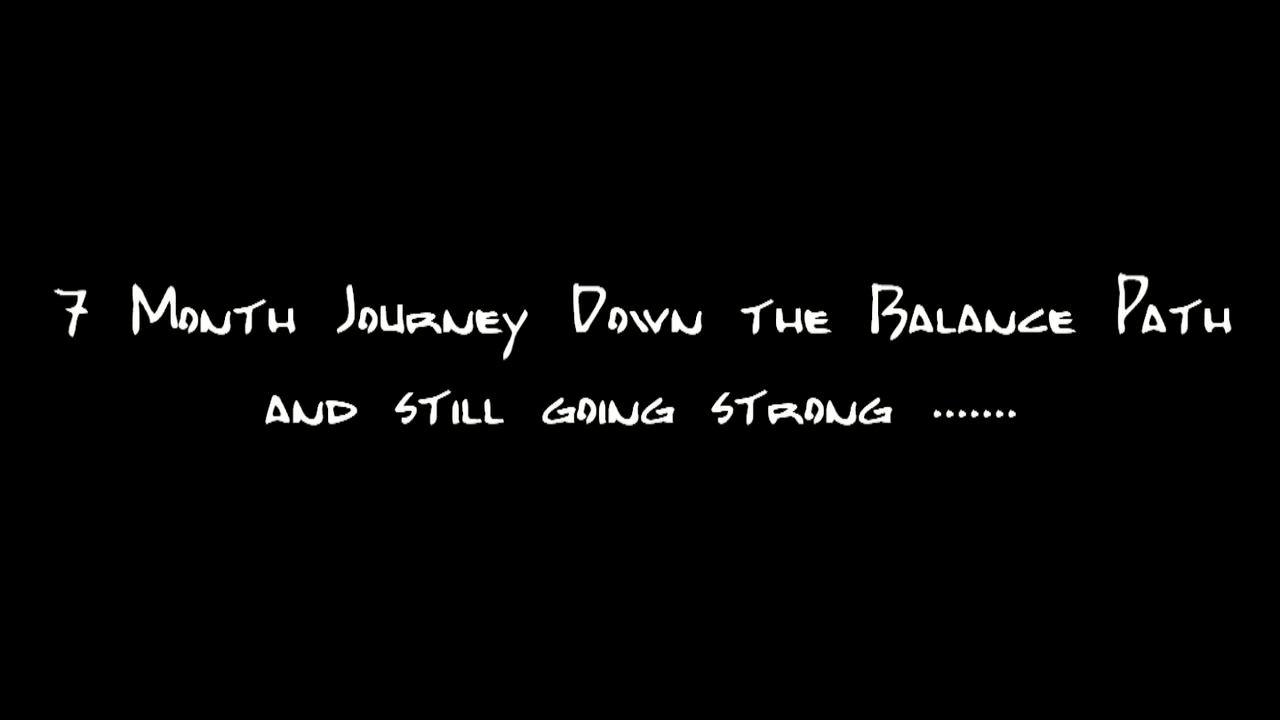 7 Month Journey Down the Balance Path
and still going strong .......